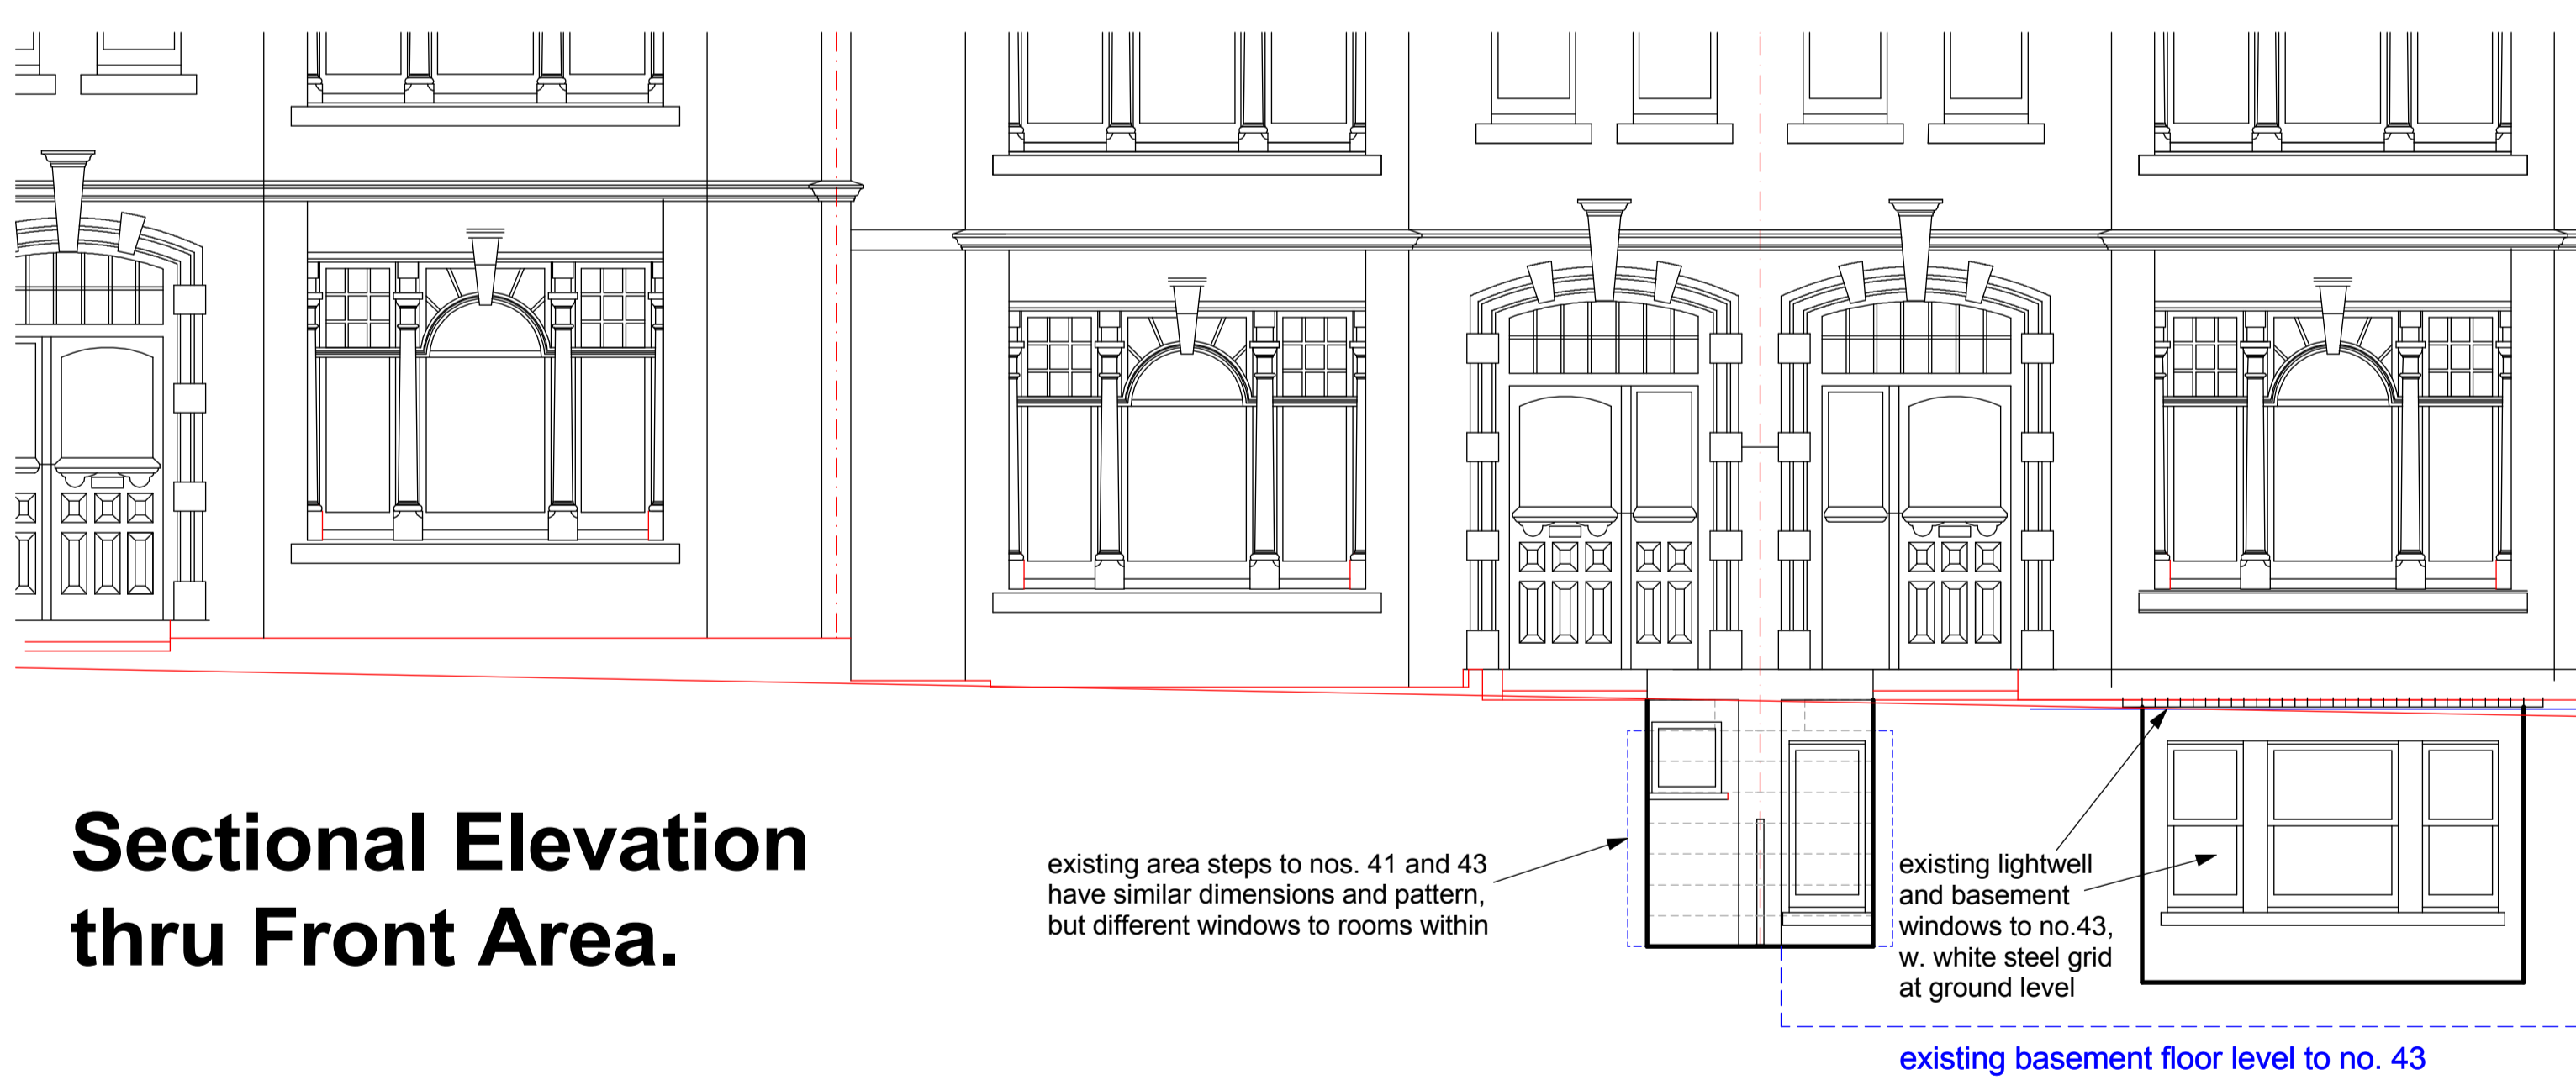 Sectional Elevation
thru Front Area.
existing area steps to nos. 41 and 43
have similar dimensions and pattern,
but different windows to rooms within
existing lightwell
and basement
windows to no.43,
w. white steel grid
at ground level
existing basement floor level to no. 43